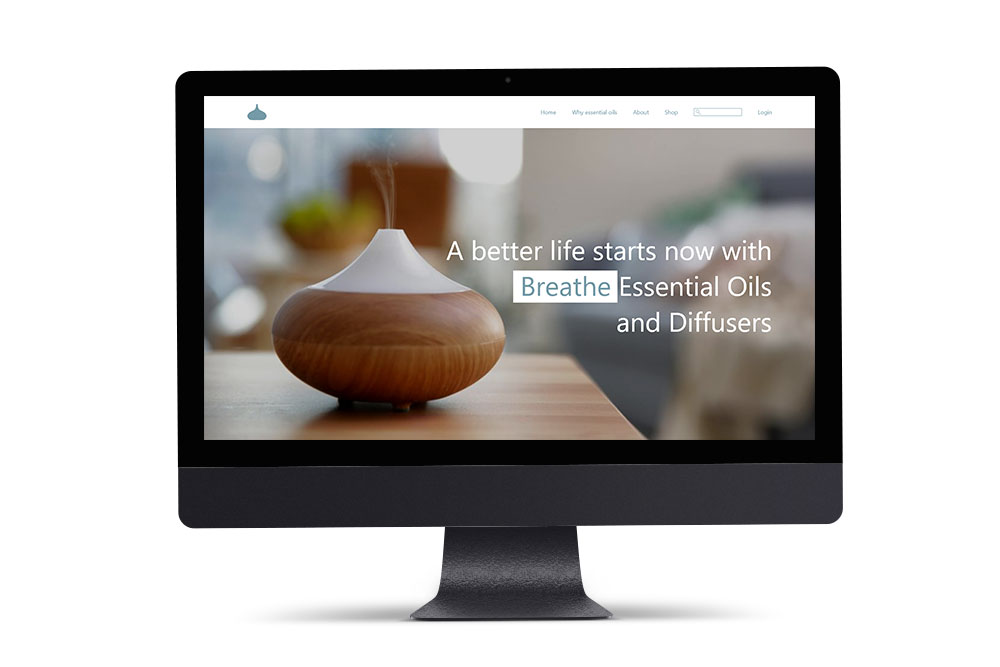 Home Why essential oils About Shop Login
A better life starts now with
Breathe Essential Oils
and Diffusers